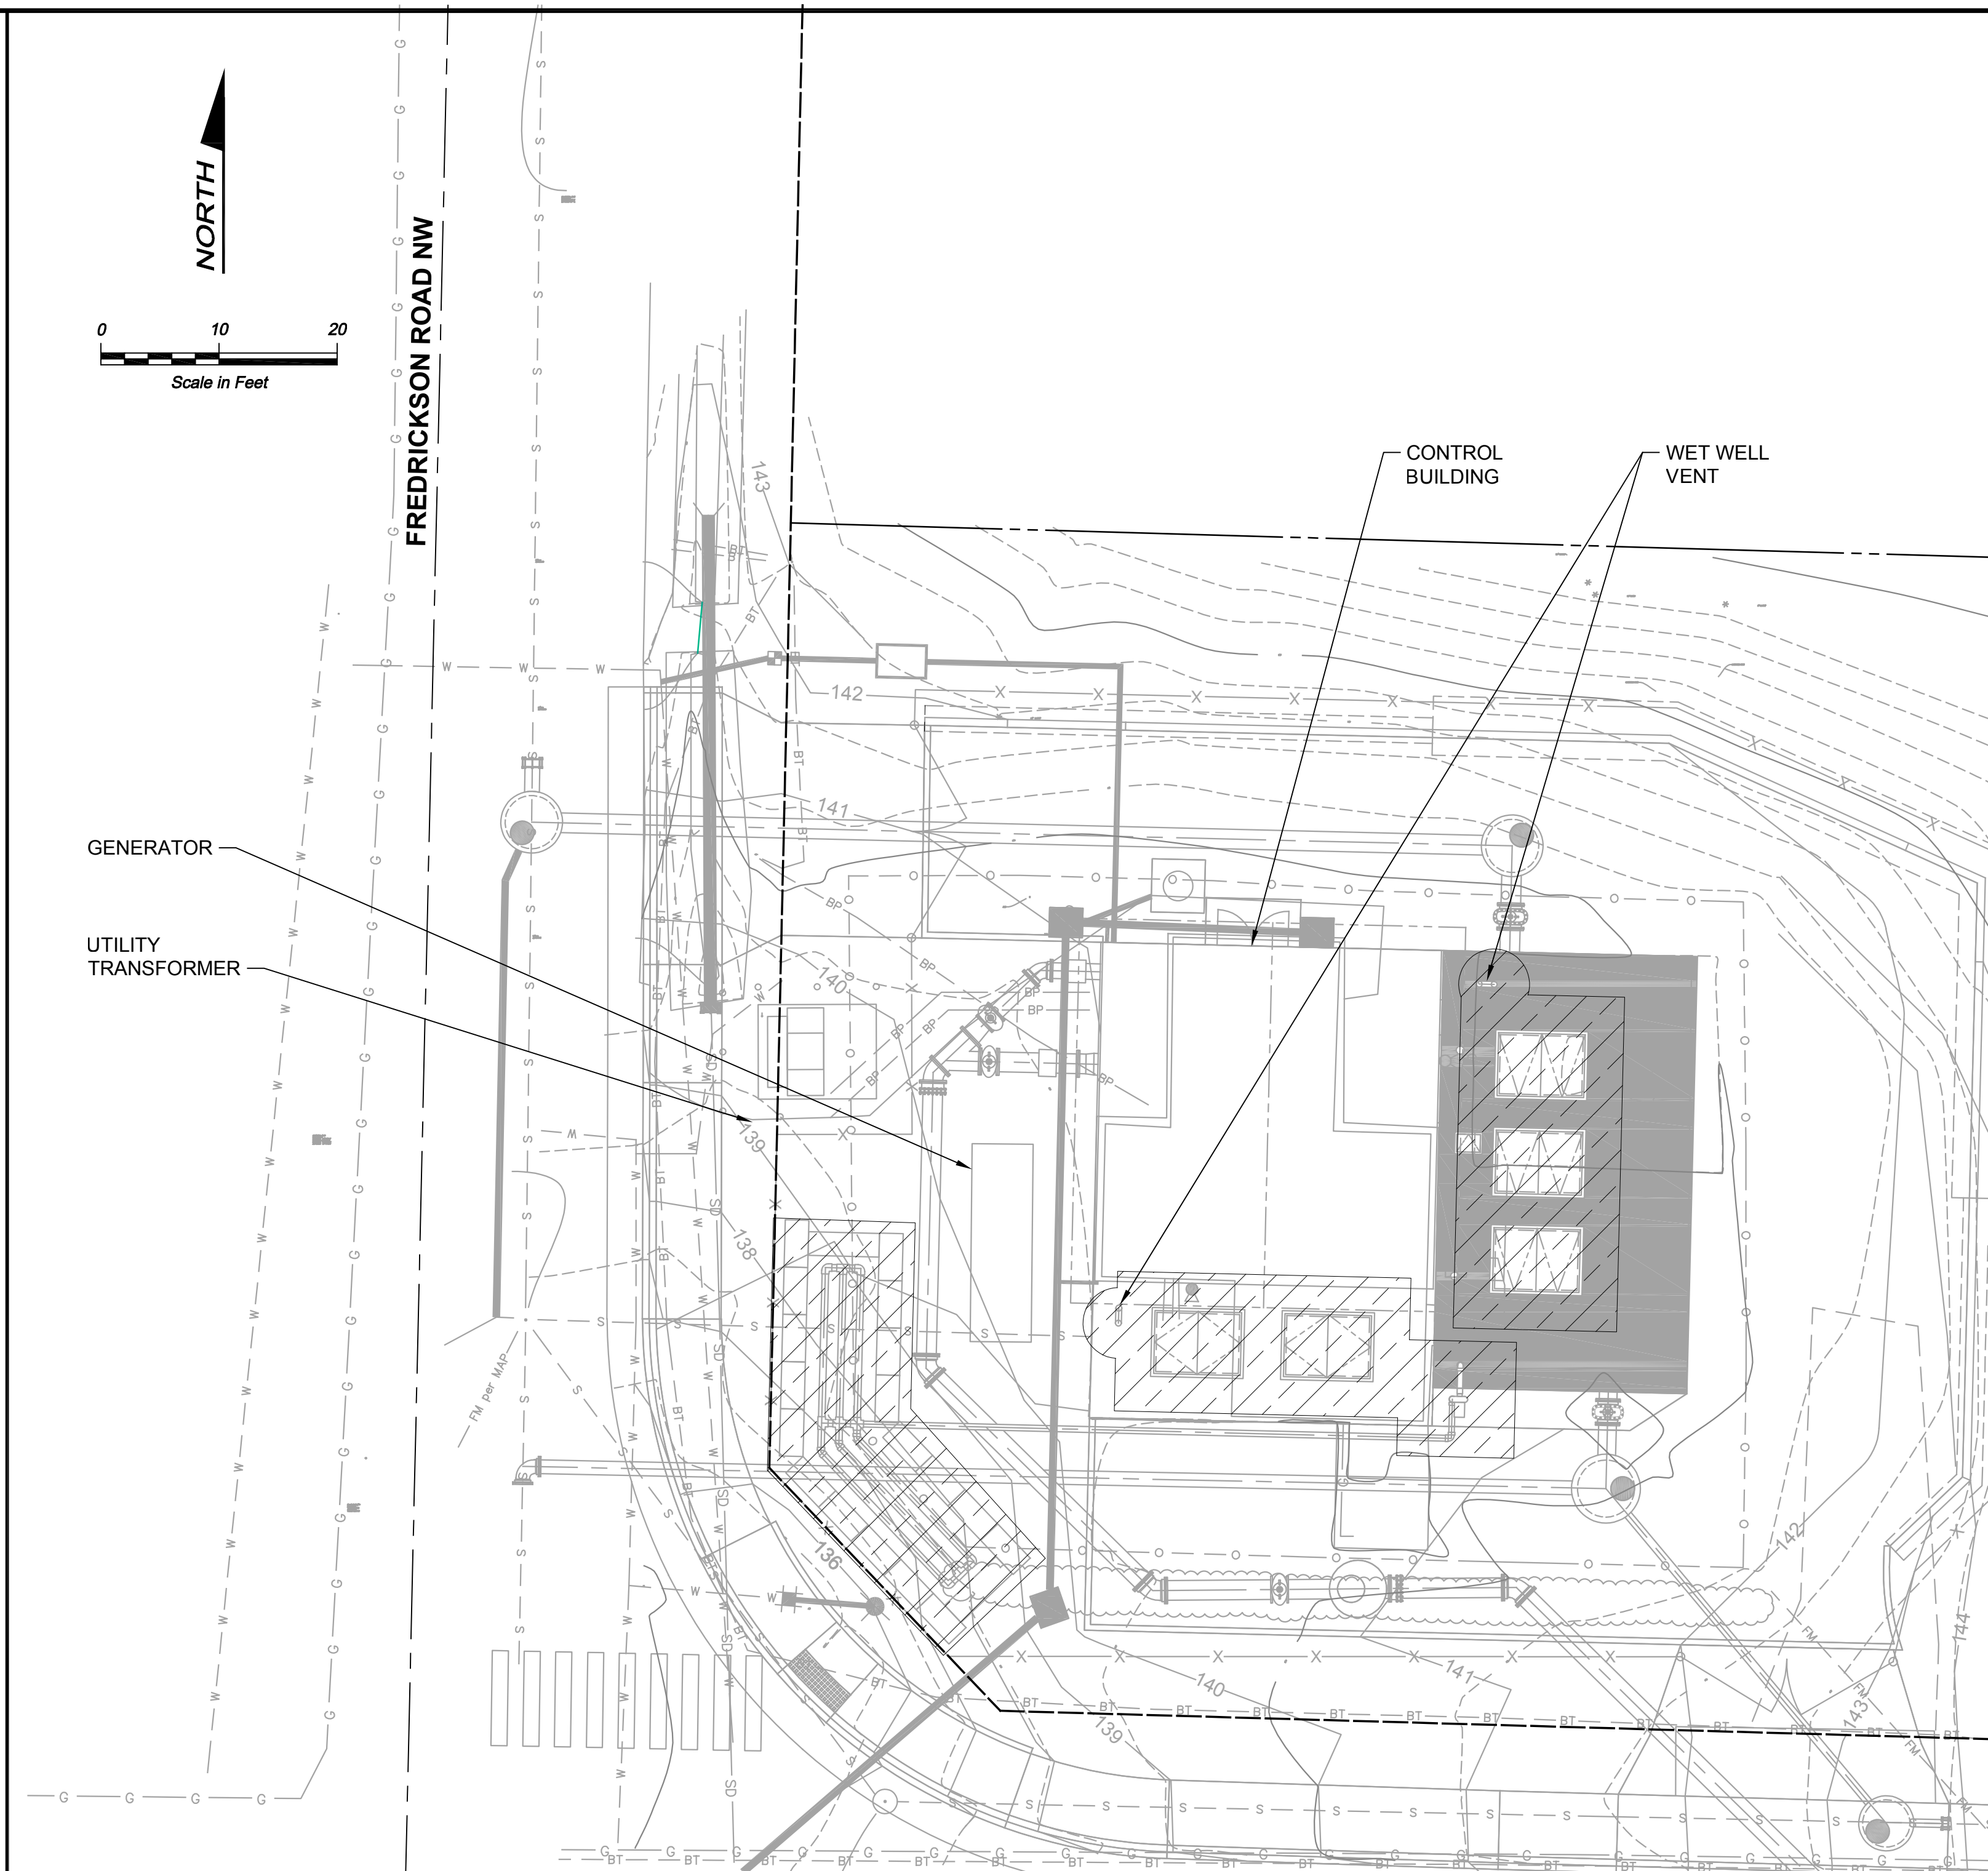 NORTH
0 10 20
Scale in Feet
FREDRICKSON ROAD NW
CONTROL
BUILDING
WET WELL
VENT
GENERATOR
UTILITY
TRANSFORMER
143
142
141
140
139
138
136
FM per MAP
140
139
141
142
143
144